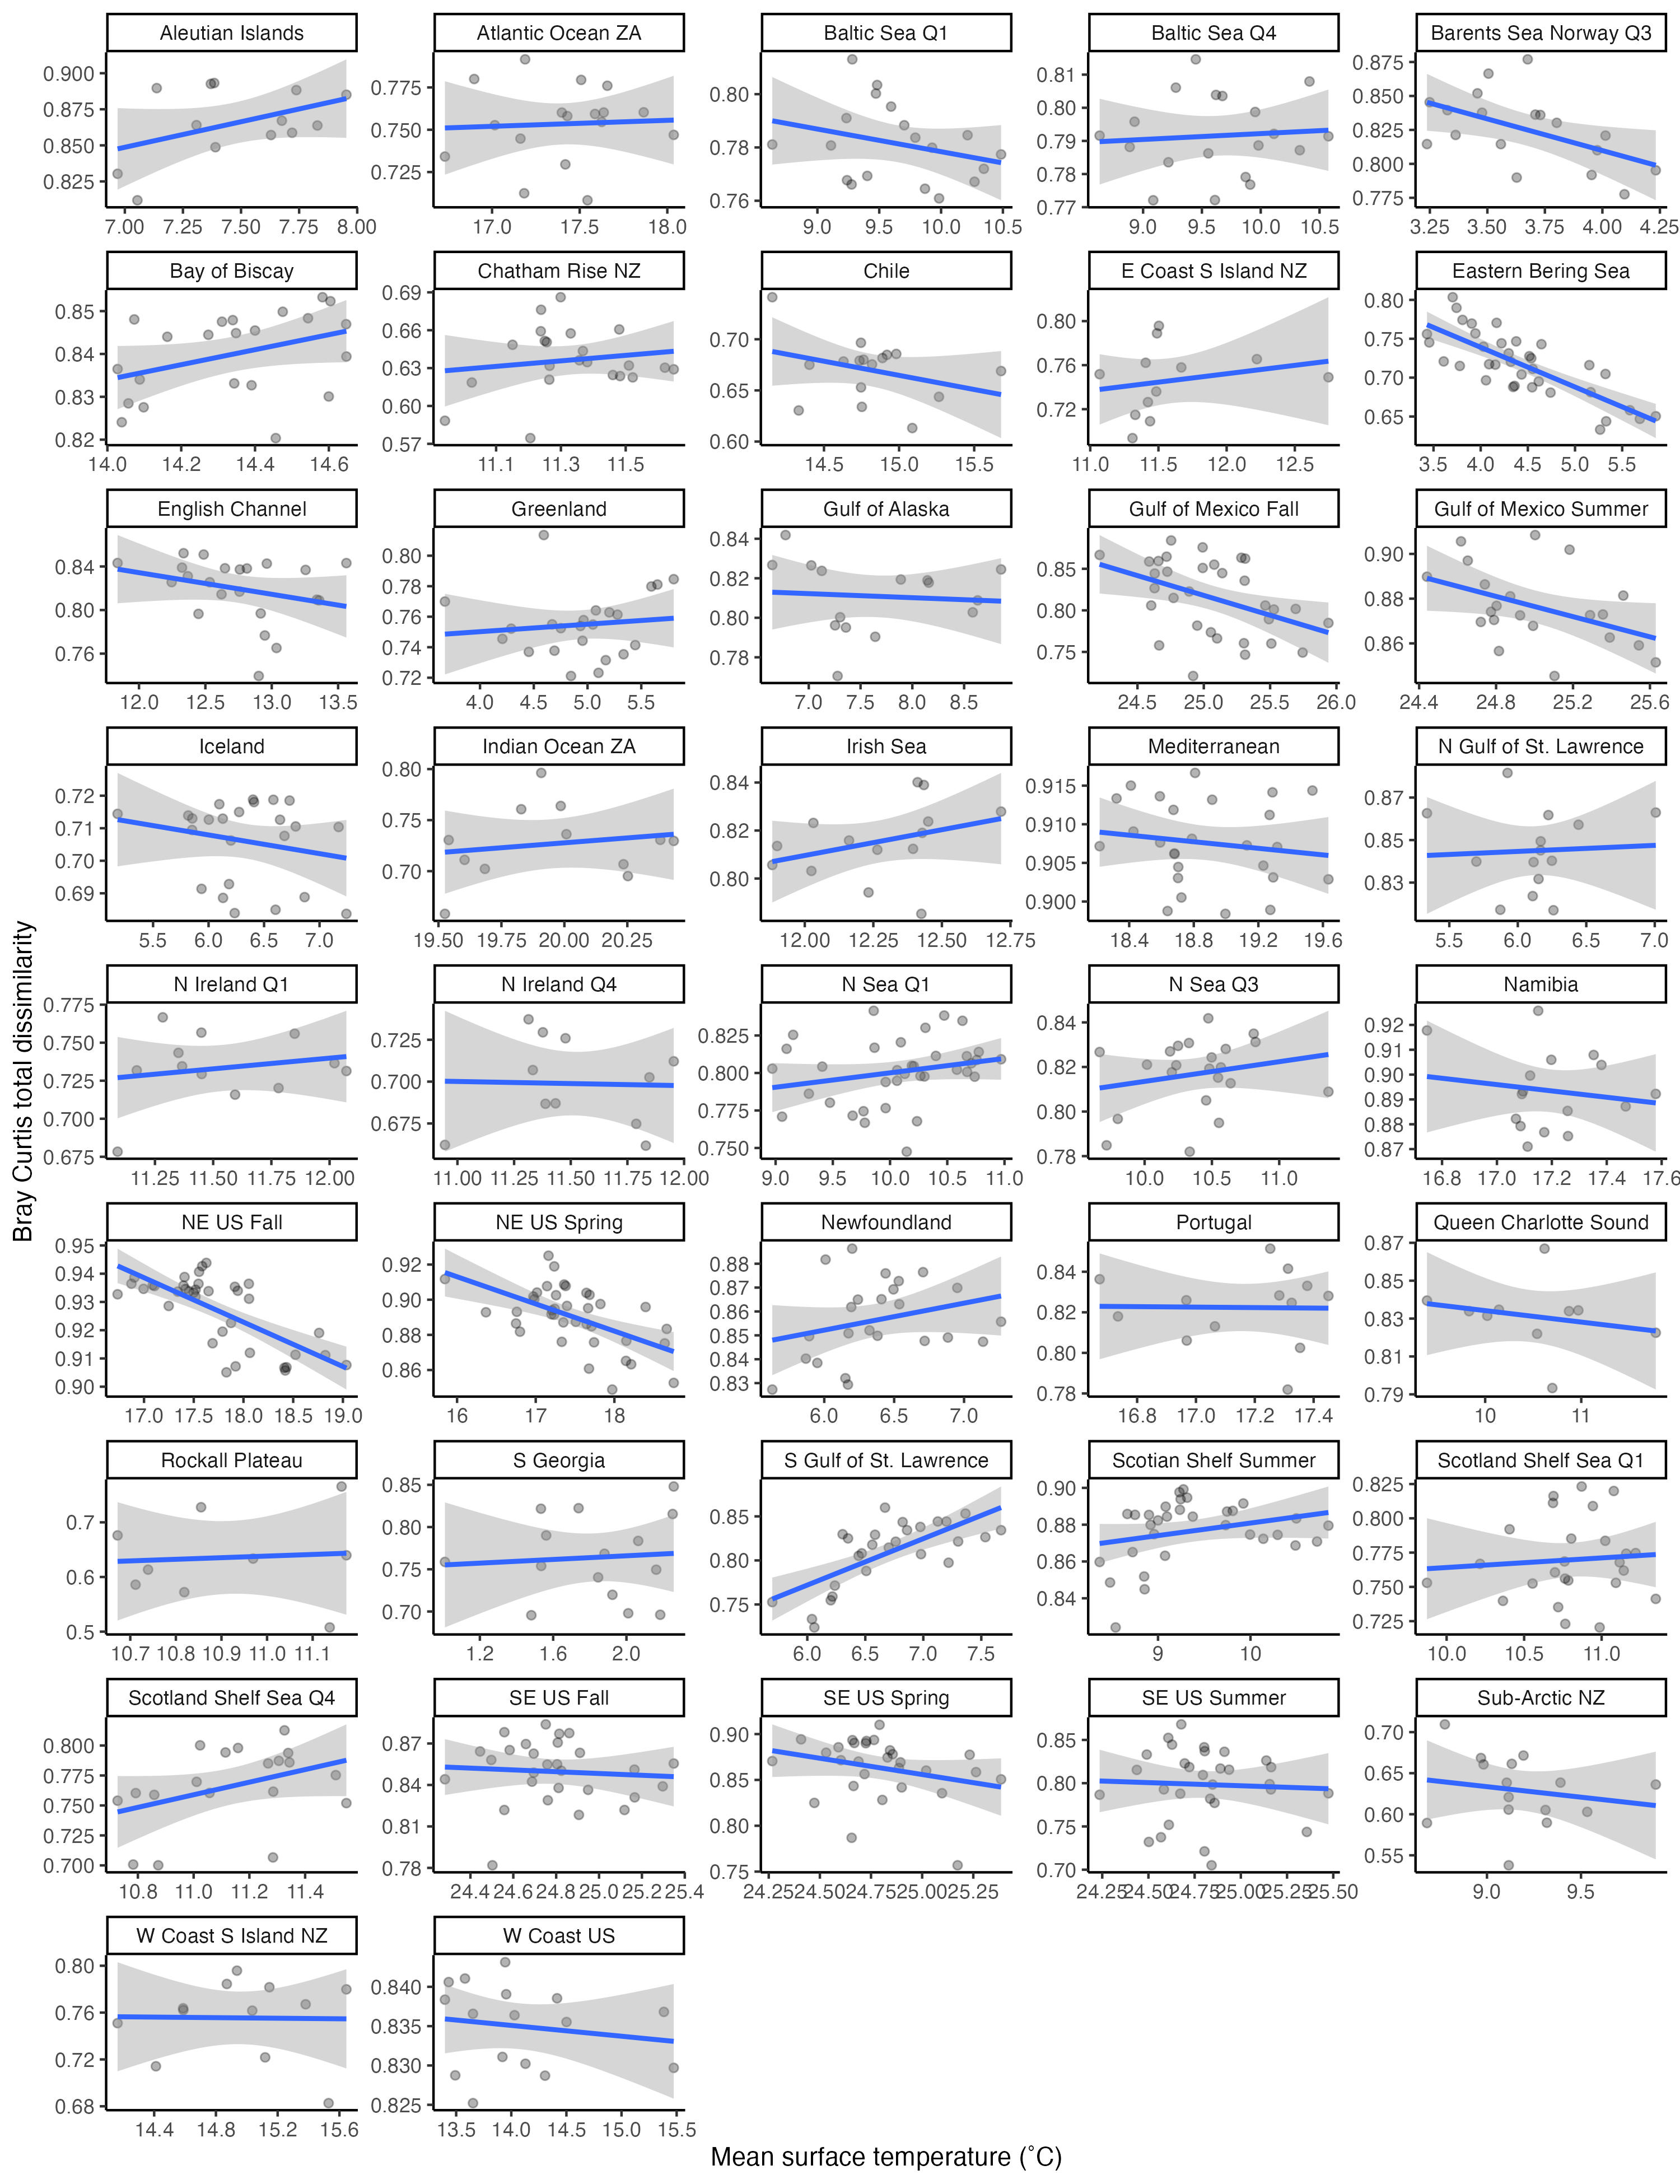 Bray Curtis total dissimilarity
Aleutian Islands
0.900
0.875
0.850
0.825
7.00 7.25 7.50 7.75 8.00
Atlantic Ocean ZA
0.775
0.750
0.725
17.0 17.5 18.0
Baltic Sea Q1
0.80
0.78
0.76
9.0 9.5 10.0 10.5
Baltic Sea Q4
0.81
0.80
0.79
0.78
0.77
9.0 9.5 10.0 10.5
Barents Sea Norway Q3
0.875
0.850
0.825
0.800
0.775
3.25 3.50 3.75 4.00 4.25
Bay of Biscay
0.85
0.84
0.83
0.82
14.0 14.2 14.4 14.6
Chatham Rise NZ
0.69
0.66
0.63
0.60
0.57
11.1 11.3 11.5
Chile
0.70
0.65
0.60
14.5 15.0 15.5
E Coast S Island NZ
0.80
0.76
0.72
11.0 11.5 12.0 12.5
Eastern Bering Sea
0.80
0.75
0.70
0.65
3.5 4.0 4.5 5.0 5.5
English Channel
0.84
0.80
0.76
12.0 12.5 13.0 13.5
Greenland
0.80
0.78
0.76
0.74
0.72
4.0 4.5 5.0 5.5
Gulf of Alaska
0.84
0.82
0.80
0.78
7.0 7.5 8.0 8.5
Gulf of Mexico Fall
0.85
0.80
0.75
24.5 25.0 25.5 26.0
Gulf of Mexico Summer
0.90
0.88
0.86
24.4 24.8 25.2 25.6
Iceland
0.72
0.71
0.70
0.69
5.5 6.0 6.5 7.0
Indian Ocean ZA
0.80
0.75
0.70
19.50 19.75 20.00 20.25
Irish Sea
0.84
0.82
0.80
12.00 12.25 12.50 12.75
Mediterranean
0.915
0.910
0.905
0.900
18.4 18.8 19.2 19.6
N Gulf of St. Lawrence
0.87
0.85
0.83
5.5 6.0 6.5 7.0
N Ireland Q1
0.775
0.750
0.725
0.700
0.675
11.25 11.50 11.75 12.00
N Ireland Q4
0.725
0.700
0.675
11.00 11.25 11.50 11.75 12.00
N Sea Q1
0.825
0.800
0.775
0.750
9.0 9.5 10.0 10.5 11.0
N Sea Q3
0.84
0.82
0.80
0.78
10.0 10.5 11.0
Namibia
0.92
0.91
0.90
0.89
0.88
0.87
16.8 17.0 17.2 17.4 17.6
NE US Fall
0.95
0.94
0.93
0.92
0.91
0.90
17.0 17.5 18.0 18.5 19.0
NE US Spring
0.92
0.90
0.88
0.86
16 17 18
Newfoundland
0.88
0.87
0.86
0.85
0.84
0.83
6.0 6.5 7.0
Portugal
0.84
0.82
0.80
0.78
16.8 17.0 17.2 17.4
Queen Charlotte Sound
0.87
0.85
0.83
0.81
0.79
10 11
Rockall Plateau
0.7
0.6
0.5
10.7 10.8 10.9 11.0 11.1
S Georgia
0.85
0.80
0.75
0.70
1.2 1.6 2.0
S Gulf of St. Lawrence
0.85
0.80
0.75
6.0 6.5 7.0 7.5
Scotian Shelf Summer
0.90
0.88
0.86
0.84
9 10
Scotland Shelf Sea Q1
0.825
0.800
0.775
0.750
0.725
10.0 10.5 11.0
Scotland Shelf Sea Q4
0.800
0.775
0.750
0.725
0.700
10.8 11.0 11.2 11.4
SE US Fall
0.87
0.84
0.81
0.78
24.4 24.6 24.8 25.0 25.2 25.4
SE US Spring
0.90
0.85
0.80
0.75
24.25 24.50 24.75 25.00 25.25
SE US Summer
0.85
0.80
0.75
0.70
24.25 24.50 24.75 25.00 25.25 25.50
Sub-Arctic NZ
0.70
0.65
0.60
0.55
9.0 9.5
W Coast S Island NZ
0.80
0.76
0.72
0.68
14.4 14.8 15.2 15.6
W Coast US
0.840
0.835
0.830
0.825
13.5 14.0 14.5 15.0 15.5
Mean surface temperature (˚C)